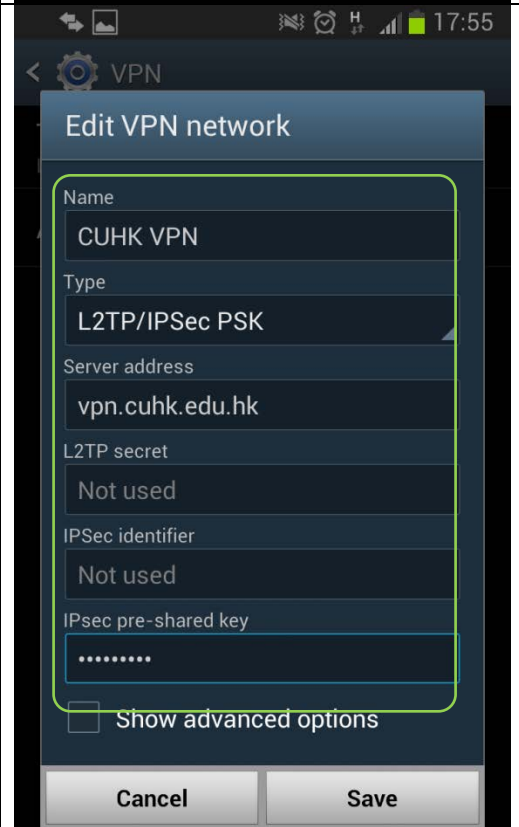 H 17:55
< VPN
Edit VPN network
Name
CUHK VPN
Type
L2TP/IPSec PSK
Server address
vpn.cuhk.edu.hk
L2TP secret
Not used
IPSec identifier
Not used
IPsec pre-shared key
•••••••••
Show advanced options
Cancel Save